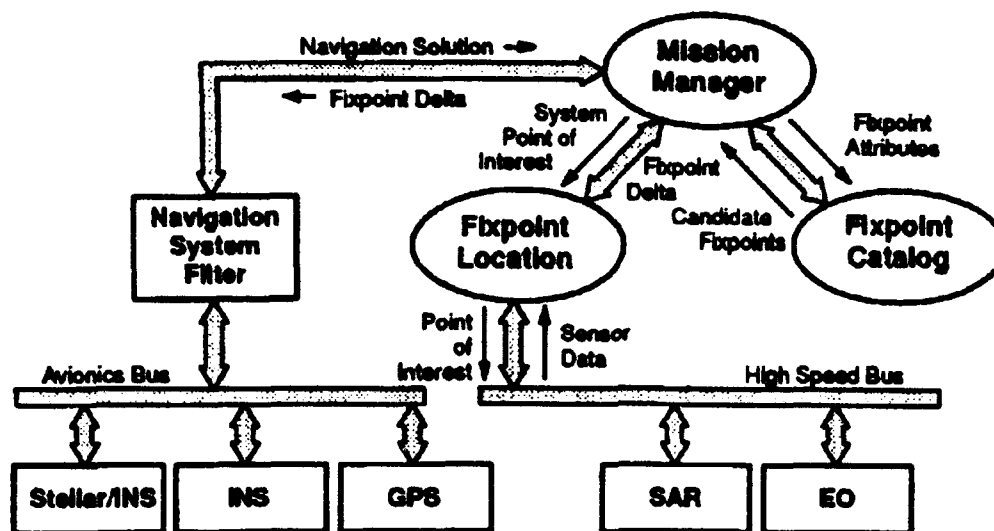 Navigation Solution
Mission
Manager
Fixpoint Delta
System
Point of
Interest
Fixpoint
Delta
Fixpoint
Attributes
Candidate
Fixpoints
Navigation
System
Filter
Fixpoint
Location
Fixpoint
Catalog
Point
of
Interest
Sensor
Data
Avionics Bus
High Speed Bus
Stellar/INS
INS
GPS
SAR
EO